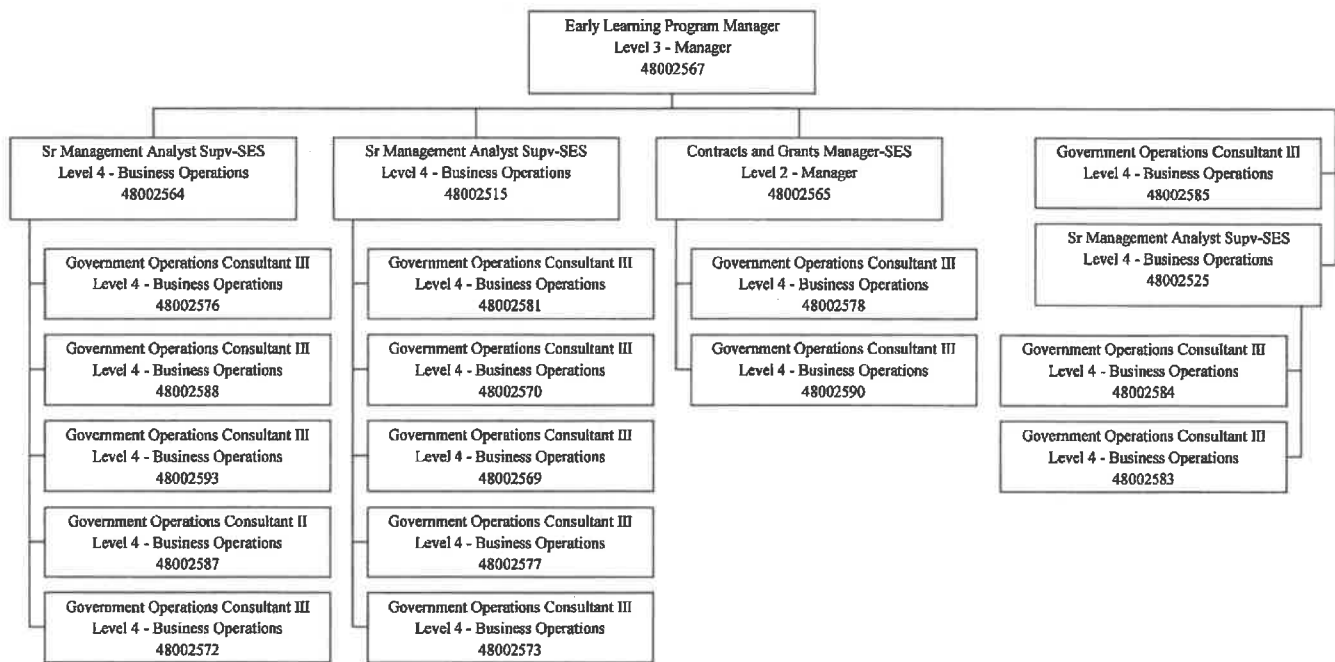 Early Learning Program Manager
Level 3 - Manager
48002567
Sr Management Analyst Supv-SES
Level 4 - Business Operations
48002564
Government Operations Consultant III
Level 4 - Business Operations
48002576
Government Operations Consultant III
Level 4 - Business Operations
48002588
Government Operations Consultant III
Level 4 - Business Operations
48002593
Government Operations Consultant II
Level 4 - Business Operations
48002587
Government Operations Consultant III
Level 4 - Business Operations
48002572
Sr Management Analyst Supv-SES
Level 4 - Business Operations
48002515
Government Operations Consultant III
Level 4 - Business Operations
48002581
Government Operations Consultant III
Level 4 - Business Operations
48002570
Government Operations Consultant III
Level 4 - Business Operations
48002569
Government Operations Consultant III
Level 4 - Business Operations
48002577
Government Operations Consultant III
Level 4 - Business Operations
48002573
Contracts and Grants Manager-SES
Level 2 - Manager
48002565
Government Operations Consultant III
Level 4 - Business Operations
48002578
Government Operations Consultant III
Level 4 - Business Operations
48002590
Government Operations Consultant III
Level 4 - Business Operations
48002585
Sr Management Analyst Supv-SES
Level 4 - Business Operations
48002525
Government Operations Consultant III
Level 4 - Business Operations
48002584
Government Operations Consultant III
Level 4 - Business Operations
48002583